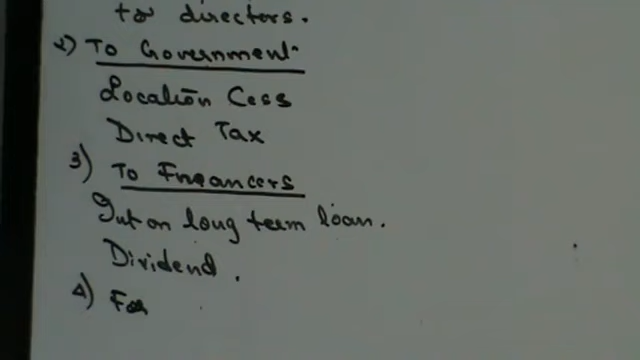 to directors.
2) To Government
Location Cess
Direct Tax
3) To Financers
Int on long term loan.
Dividend.
4) For